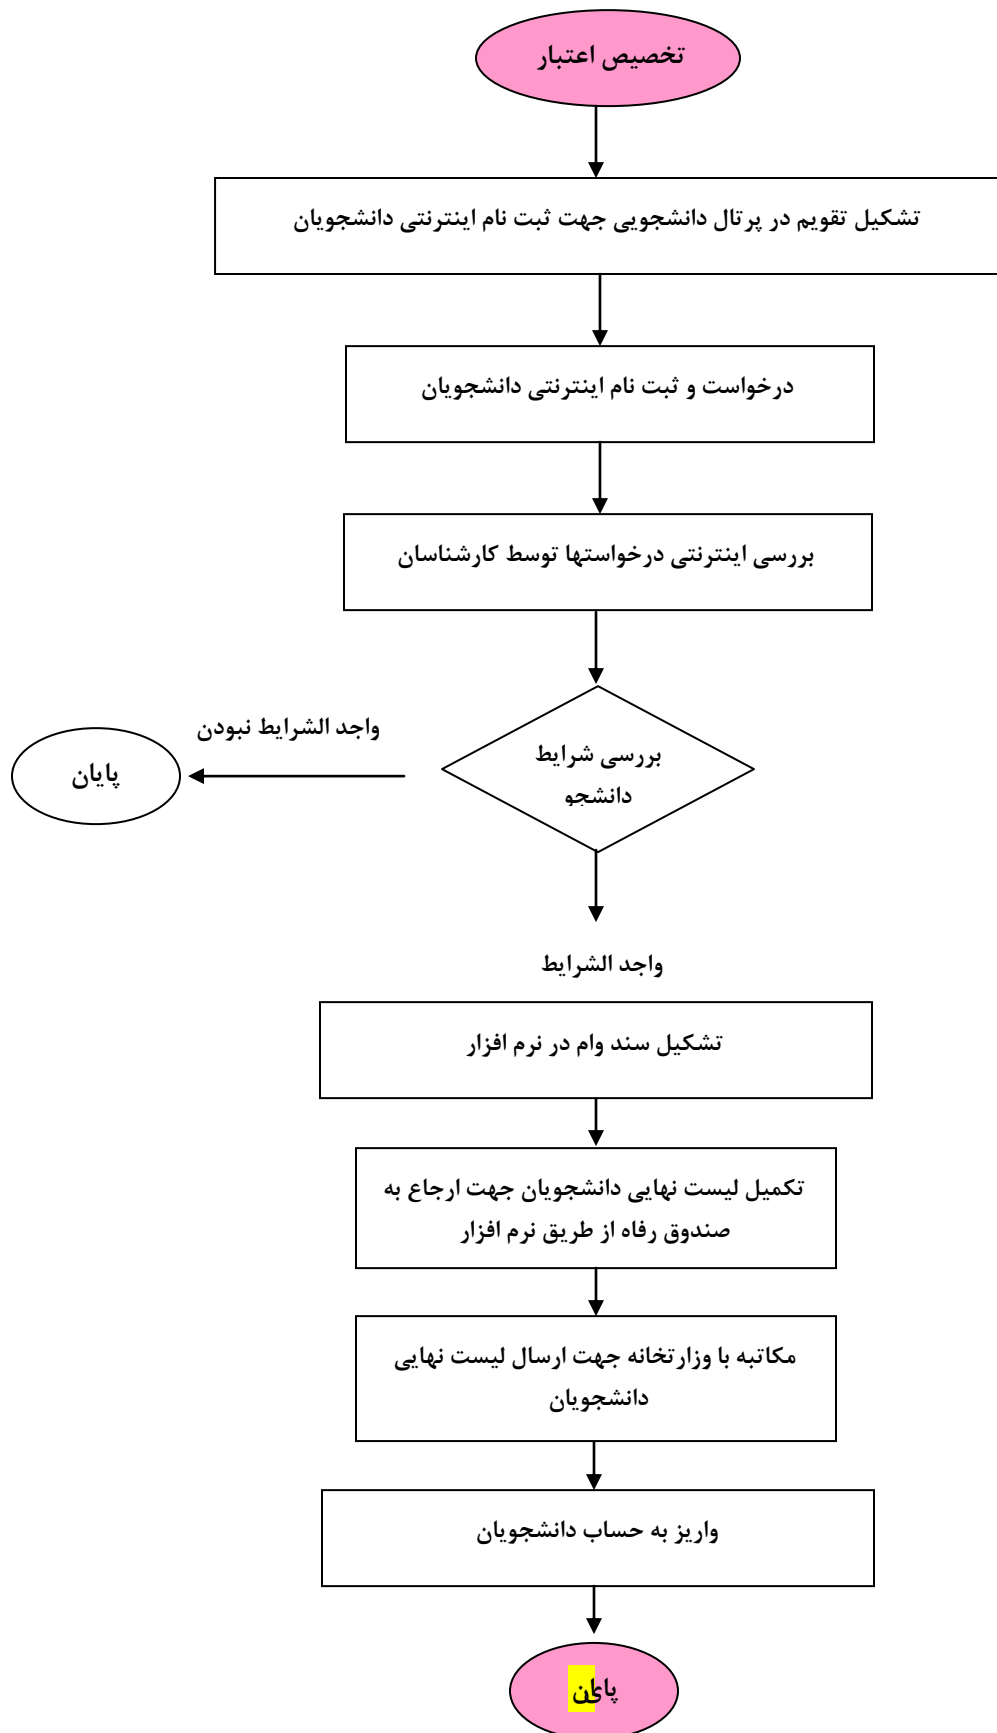 تخصیص اعتبار
تشکیل تقویم در پرتال دانشجویی جهت ثبت نام اینترنتی دانشجویان
درخواست و ثبت نام اینترنتی دانشجویان
بررسی اینترنتی درخواستها توسط کارشناسان
بررسی شرایط
دانشجو
واجد الشرایط نبودن
پایان
واجد الشرایط
تشکیل سند وام در نرم افزار
تکمیل لیست نهایی دانشجویان جهت ارجاع به
صندوق رفاه از طریق نرم افزار
مکاتبه با وزارتخانه جهت ارسال لیست نهایی
دانشجویان
واریز به حساب دانشجویان
پایان